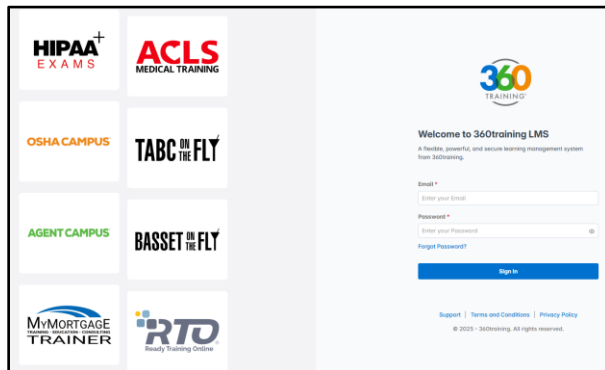 HIPAA+
EXAMS
ACLS
MEDICAL TRAINING
OSHA CAMPUS
TABC ON THE FLY
AGENT CAMPUS
BASSET ON THE FLY
MYMORTGAGE
TRAINING - EDUCATION - CONSULTING
TRAINER
RTO
Ready Training Online
360
TRAINING
Welcome to 360training LMS
A flexible, powerful, and secure learning management system
from 360training.
Email *
Enter your Email
Password *
Enter your Password
Forgot Password?
Sign In
Support | Terms and Conditions | Privacy Policy
© 2025 - 360training. All rights reserved.